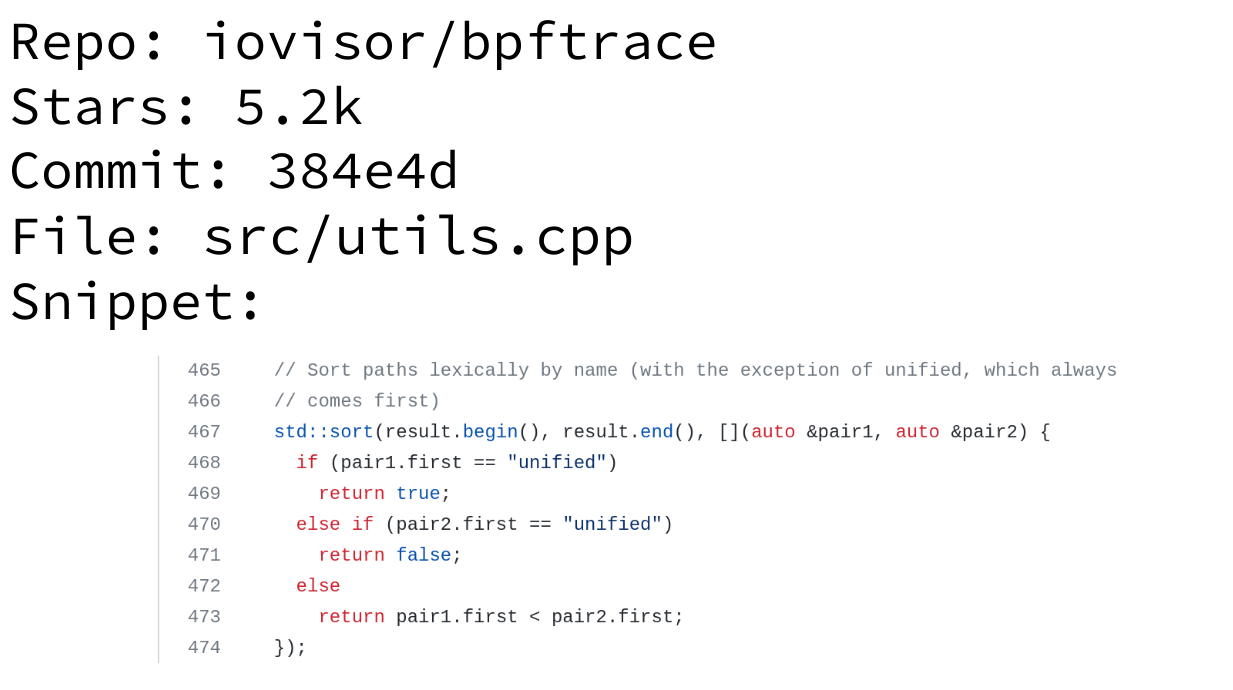 Repo: iovisor/bpftrace
Stars: 5.2k
Commit: 384e4d
File: src/utils.cpp
Snippet:
465 // Sort paths lexically by name (with the exception of unified, which always
466 // comes first)
467 std::sort(result.begin(), result.end(), [](auto &pair1, auto &pair2) {
468 if (pair1.first == "unified")
469 return true;
470 else if (pair2.first == "unified")
471 return false;
472 else
473 return pair1.first < pair2.first;
474 });